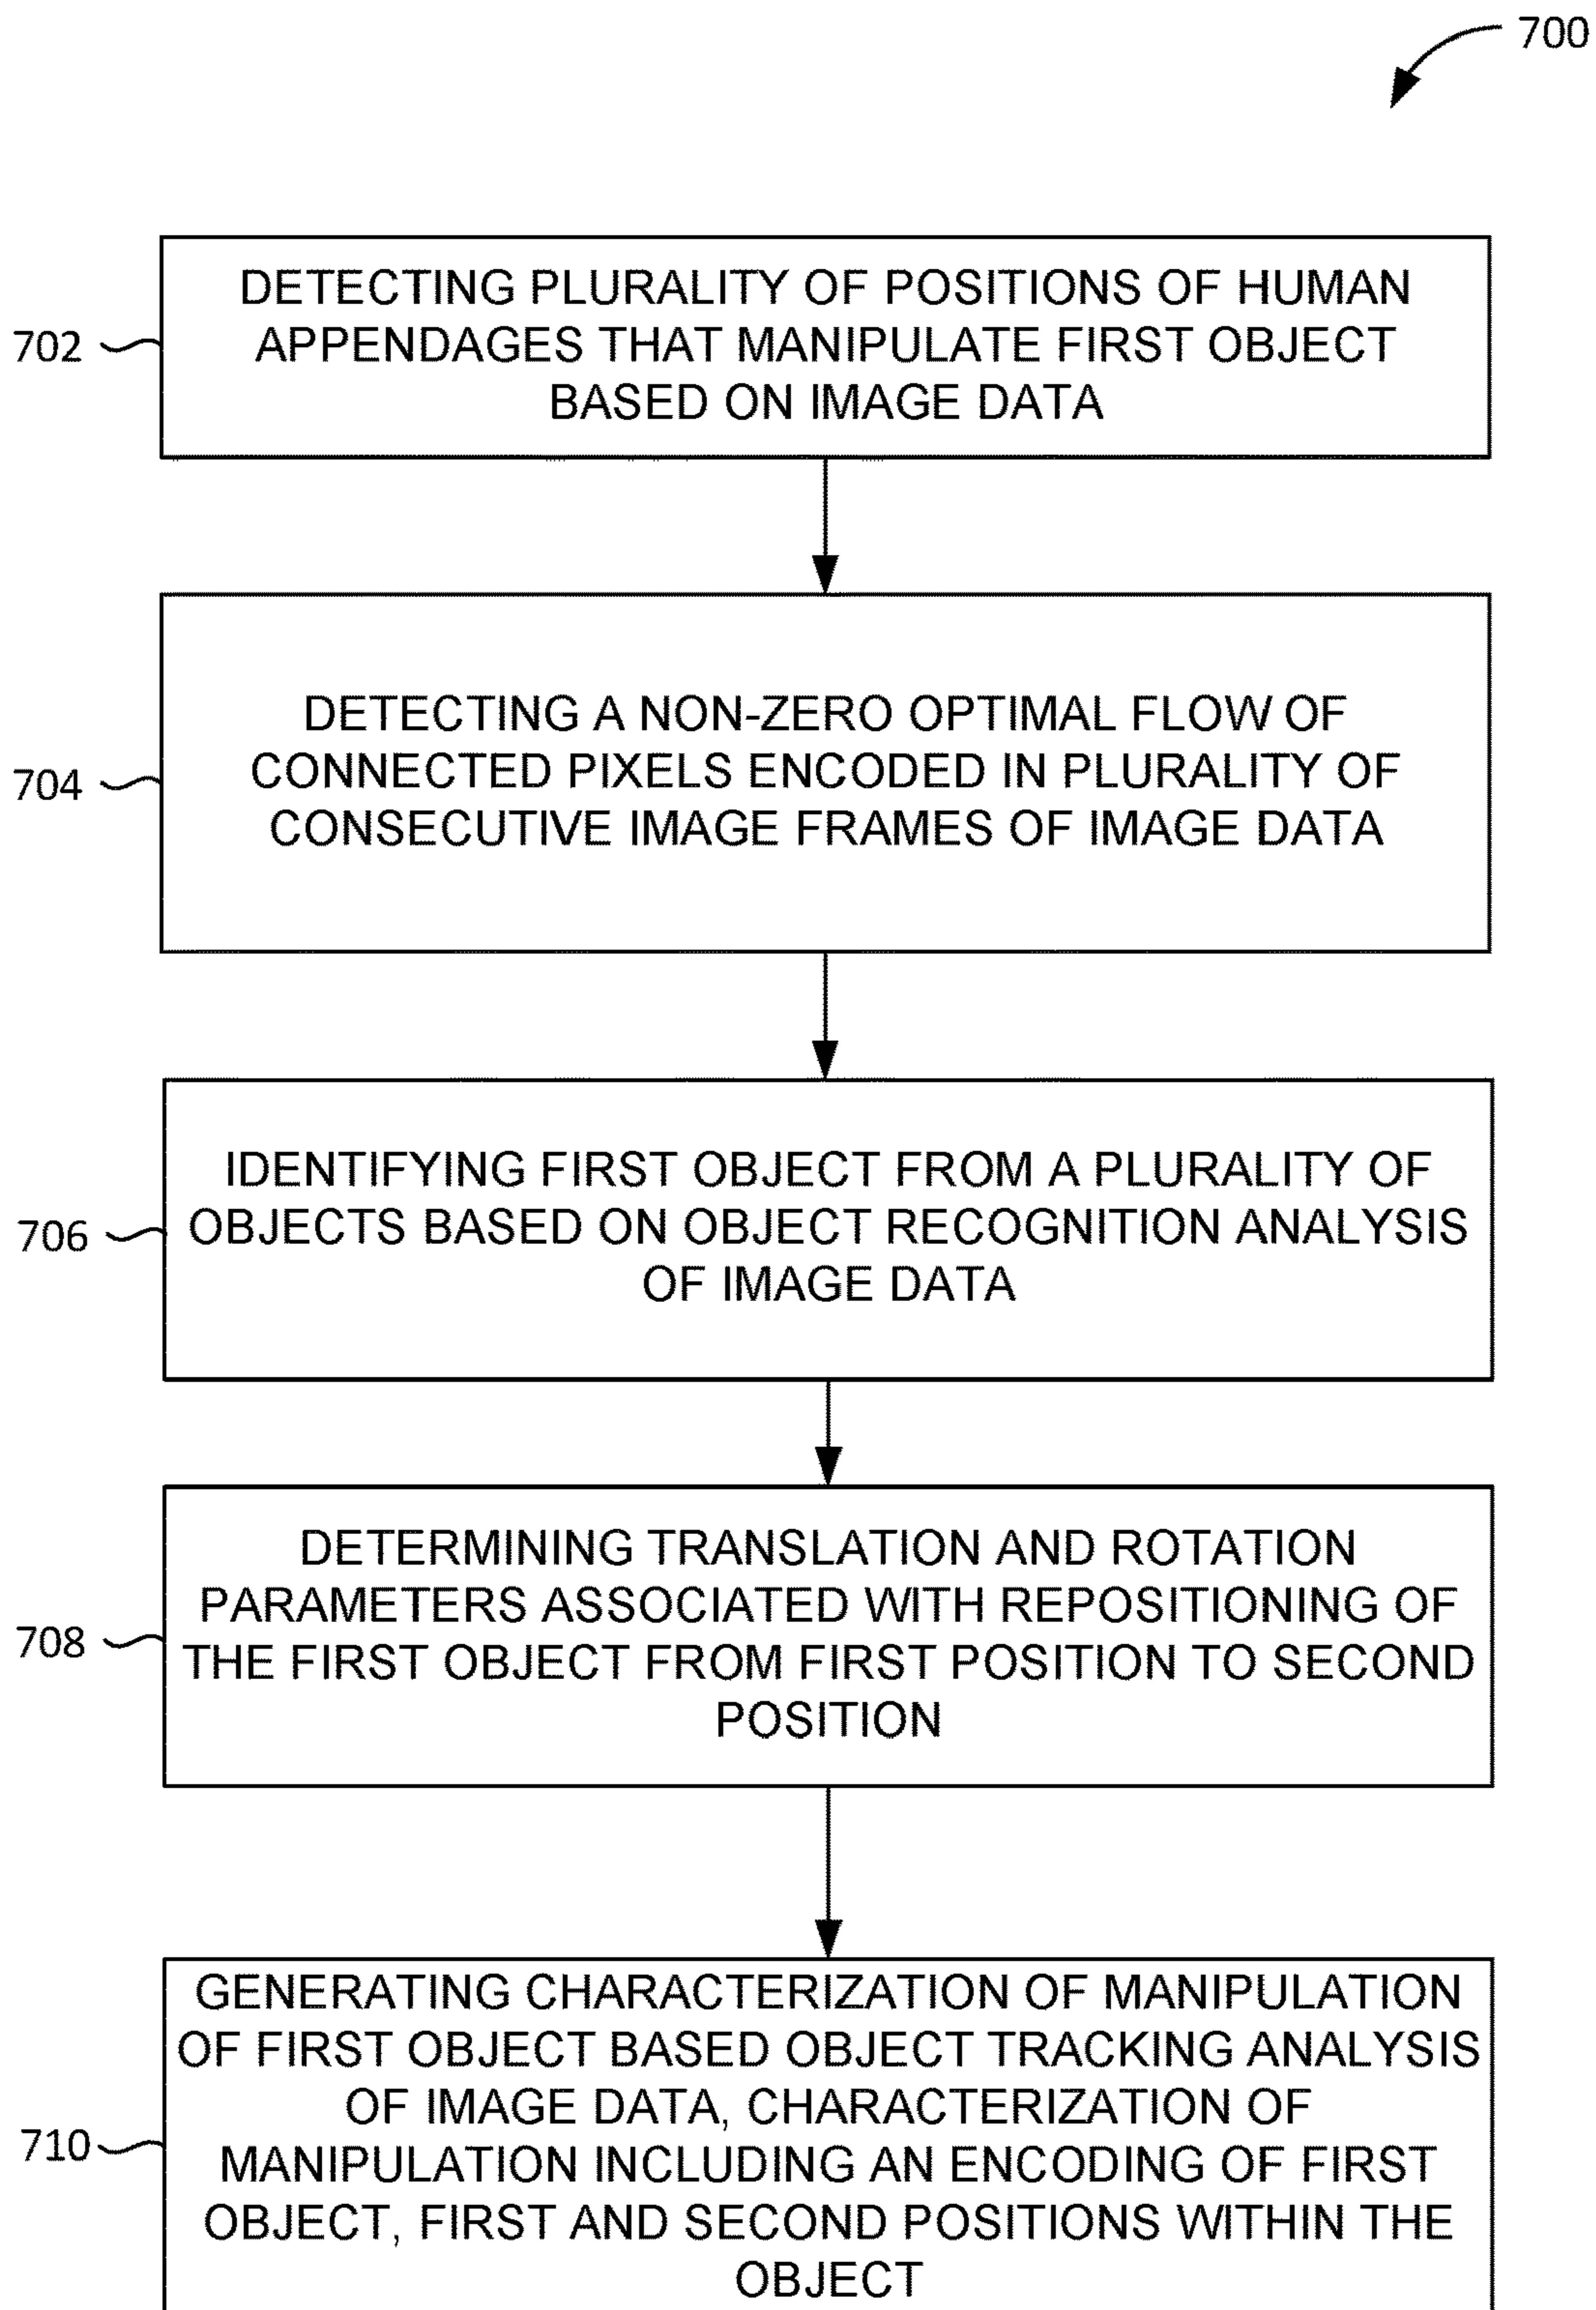 700
702
DETECTING PLURALITY OF POSITIONS OF HUMAN
APPENDAGES THAT MANIPULATE FIRST OBJECT
BASED ON IMAGE DATA
704
DETECTING A NON-ZERO OPTIMAL FLOW OF
CONNECTED PIXELS ENCODED IN PLURALITY OF
CONSECUTIVE IMAGE FRAMES OF IMAGE DATA
706
IDENTIFYING FIRST OBJECT FROM A PLURALITY OF
OBJECTS BASED ON OBJECT RECOGNITION ANALYSIS
OF IMAGE DATA
708
DETERMINING TRANSLATION AND ROTATION
PARAMETERS ASSOCIATED WITH REPOSITIONING OF
THE FIRST OBJECT FROM FIRST POSITION TO SECOND
POSITION
710
GENERATING CHARACTERIZATION OF MANIPULATION
OF FIRST OBJECT BASED OBJECT TRACKING ANALYSIS
OF IMAGE DATA, CHARACTERIZATION OF
MANIPULATION INCLUDING AN ENCODING OF FIRST
OBJECT, FIRST AND SECOND POSITIONS WITHIN THE
OBJECT